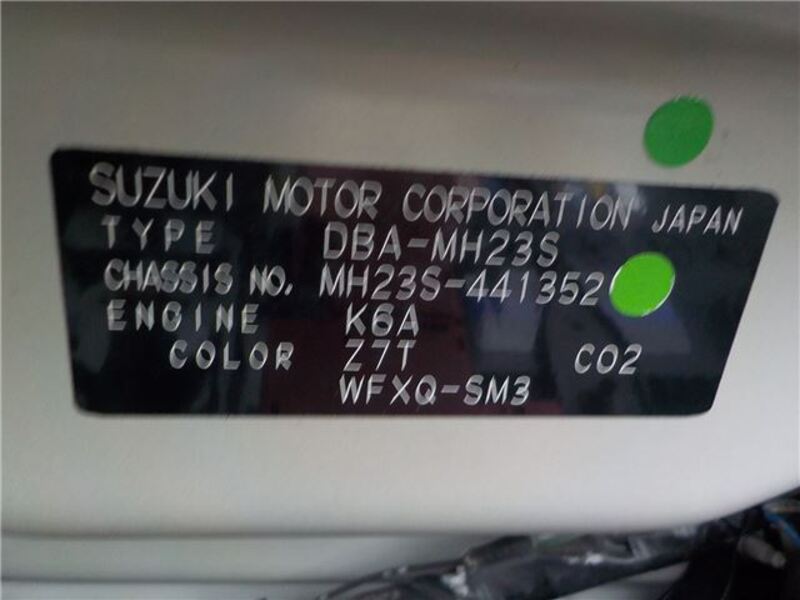 SUZUKI MOTOR CORPORATION JAPAN
TYPE DBA-MH23S
CHASSIS NO. MH23S-441352
ENGINE K6A
COLOR Z7T C02
WFXQ-SM3